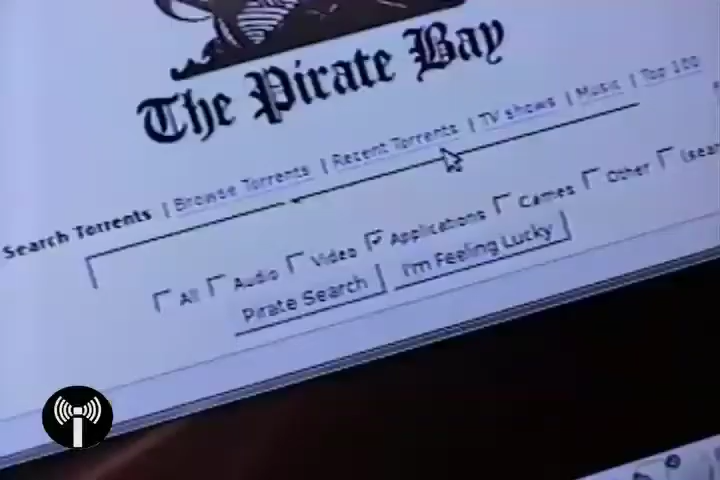 The Pirate Bay
Search Torrents | Browse Torrents | Recent Torrents | TV shows | Music | Top 100
All Audio Video Applications Games Other (sear
Pirate Search I'm Feeling Lucky